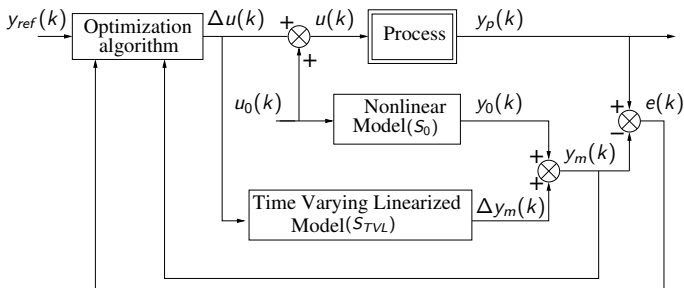 y_ref(k)
Optimization
algorithm
Δu(k)
+
+
u(k)
Process
y_p(k)
u_0(k)
Nonlinear
Model(S_0)
y_0(k)
+
+
y_m(k)
+
−
e(k)
Time Varying Linearized
Model(S_TVL)
Δy_m(k)